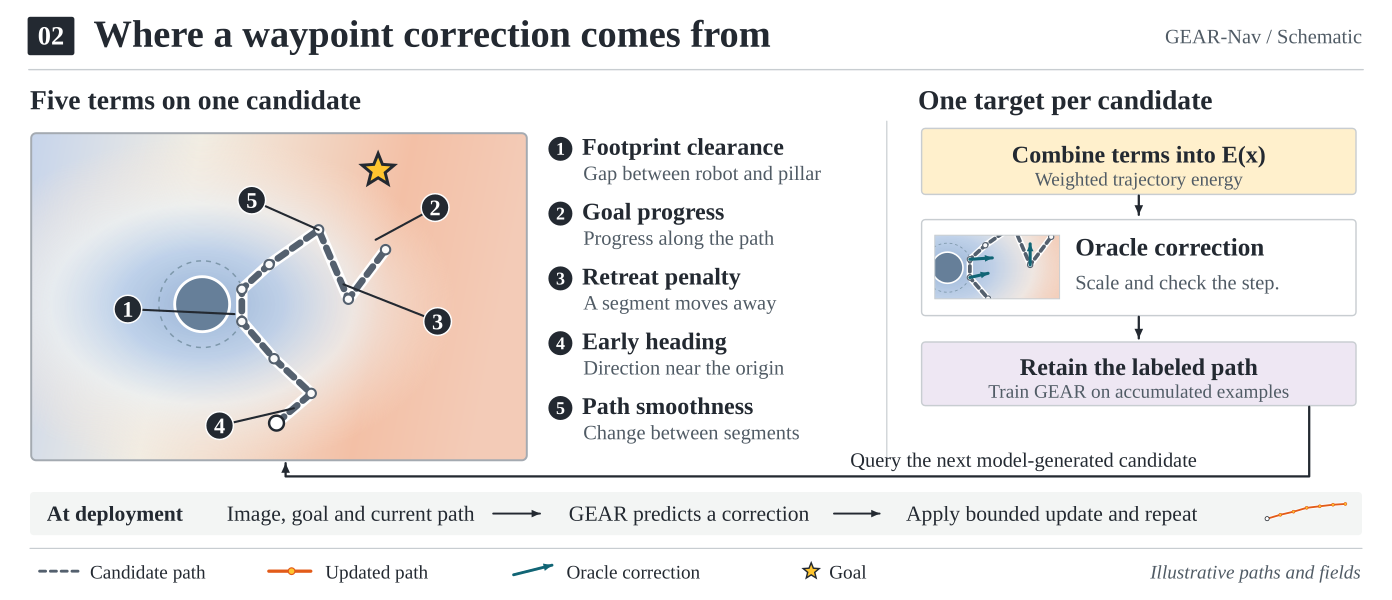 02 Where a waypoint correction comes from
GEAR-Nav / Schematic
Five terms on one candidate
5
2
1
3
4
1 Footprint clearance
Gap between robot and pillar
2 Goal progress
Progress along the path
3 Retreat penalty
A segment moves away
4 Early heading
Direction near the origin
5 Path smoothness
Change between segments
One target per candidate
Combine terms into E(x)
Weighted trajectory energy
Oracle correction
Scale and check the step.
Retain the labeled path
Train GEAR on accumulated examples
Query the next model-generated candidate
At deployment Image, goal and current path GEAR predicts a correction Apply bounded update and repeat
Candidate path Updated path Oracle correction Goal Illustrative paths and fields